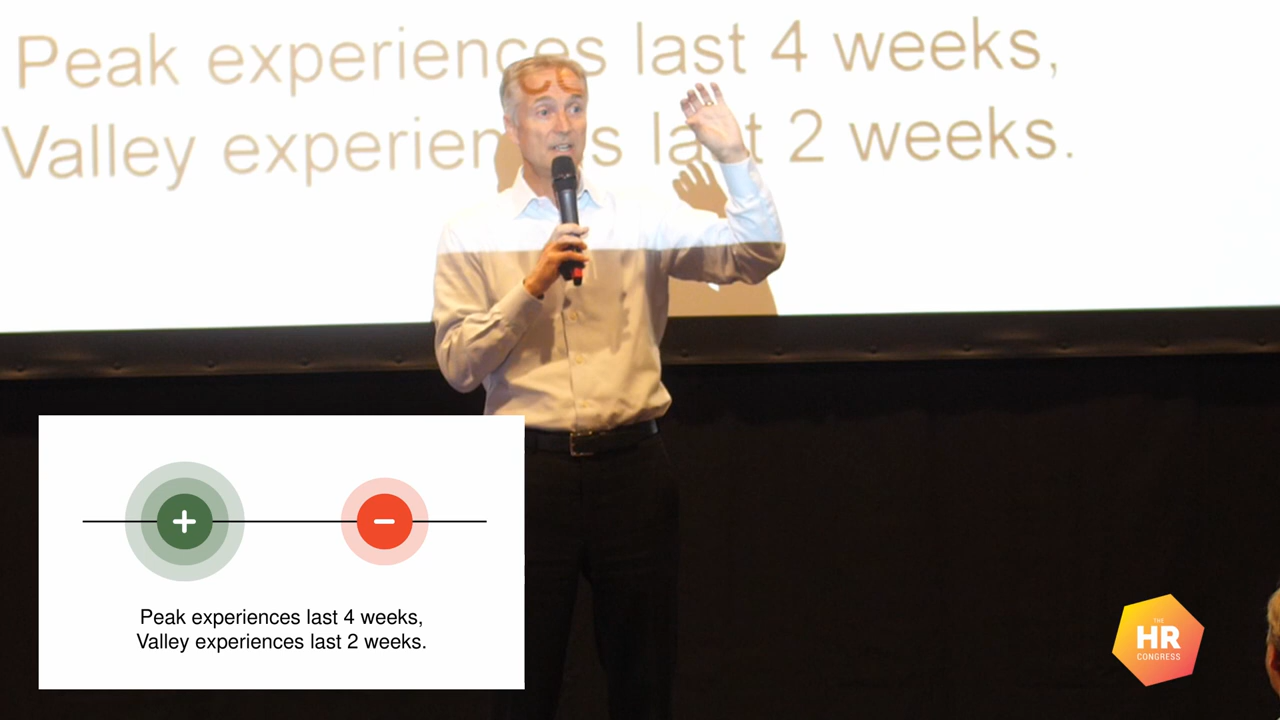 Peak experiences last 4 weeks,
Valley experiences last 2 weeks.
Peak experiences last 4 weeks,
Valley experiences last 2 weeks.
THE
HR
CONGRESS